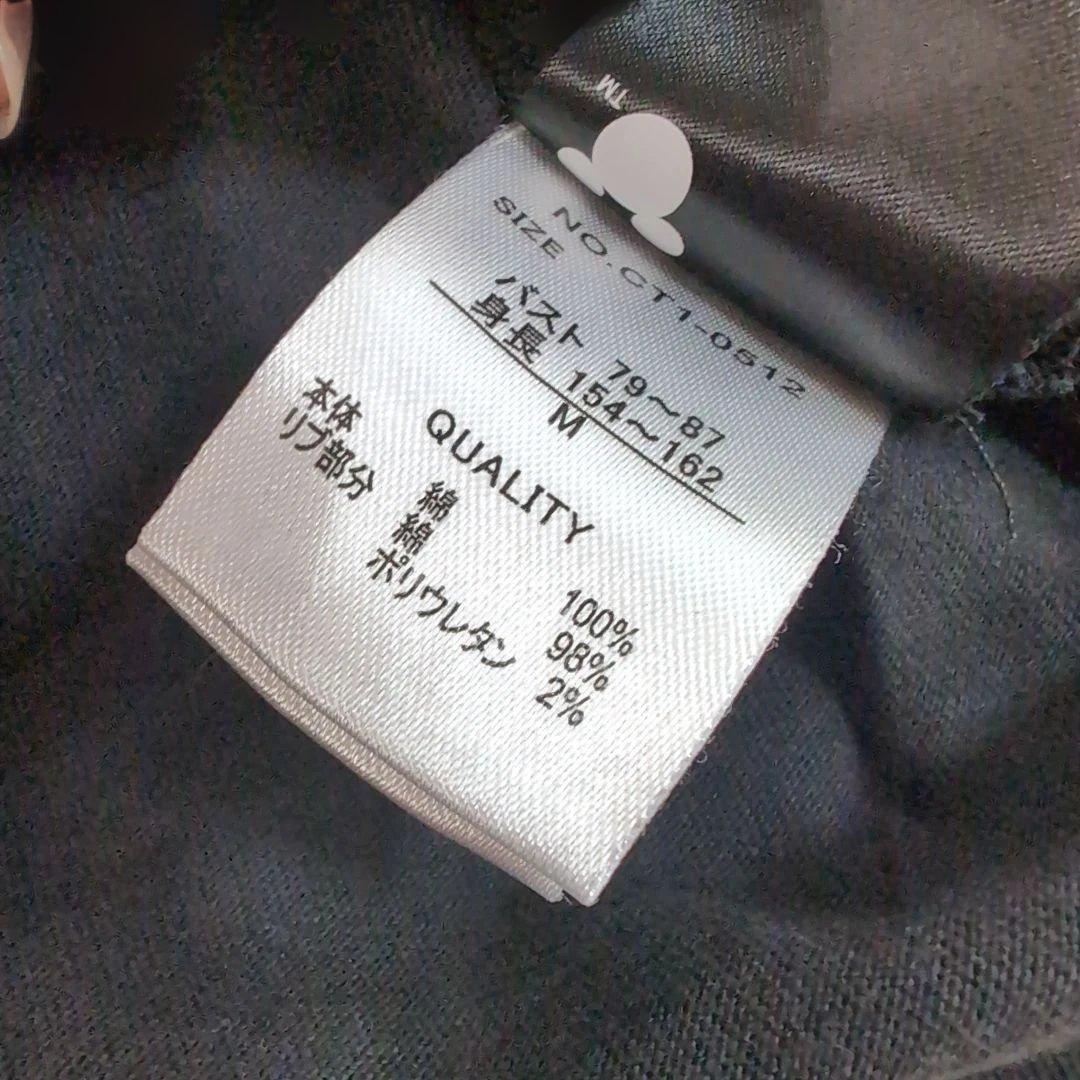 TM
NO.CT1-0512
SIZE
バスト 79～87
身長 154～162
M
QUALITY
本体 綿 100%
リブ部分 綿 98%
ポリウレタン 2%